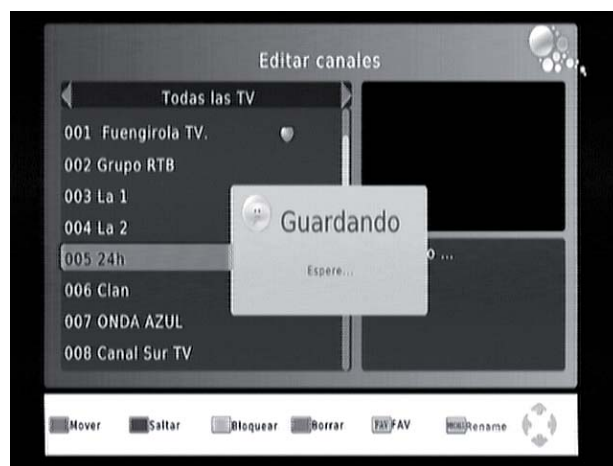 Editar canales
Todas las TV
001 Fuengirola TV.
002 Grupo RTB
003 La 1
004 La 2
005 24h
006 Clan
007 ONDA AZUL
008 Canal Sur TV
Guardando
Espere...
o ...
Mover Saltar Bloquear Borrar FAV FAV Rename